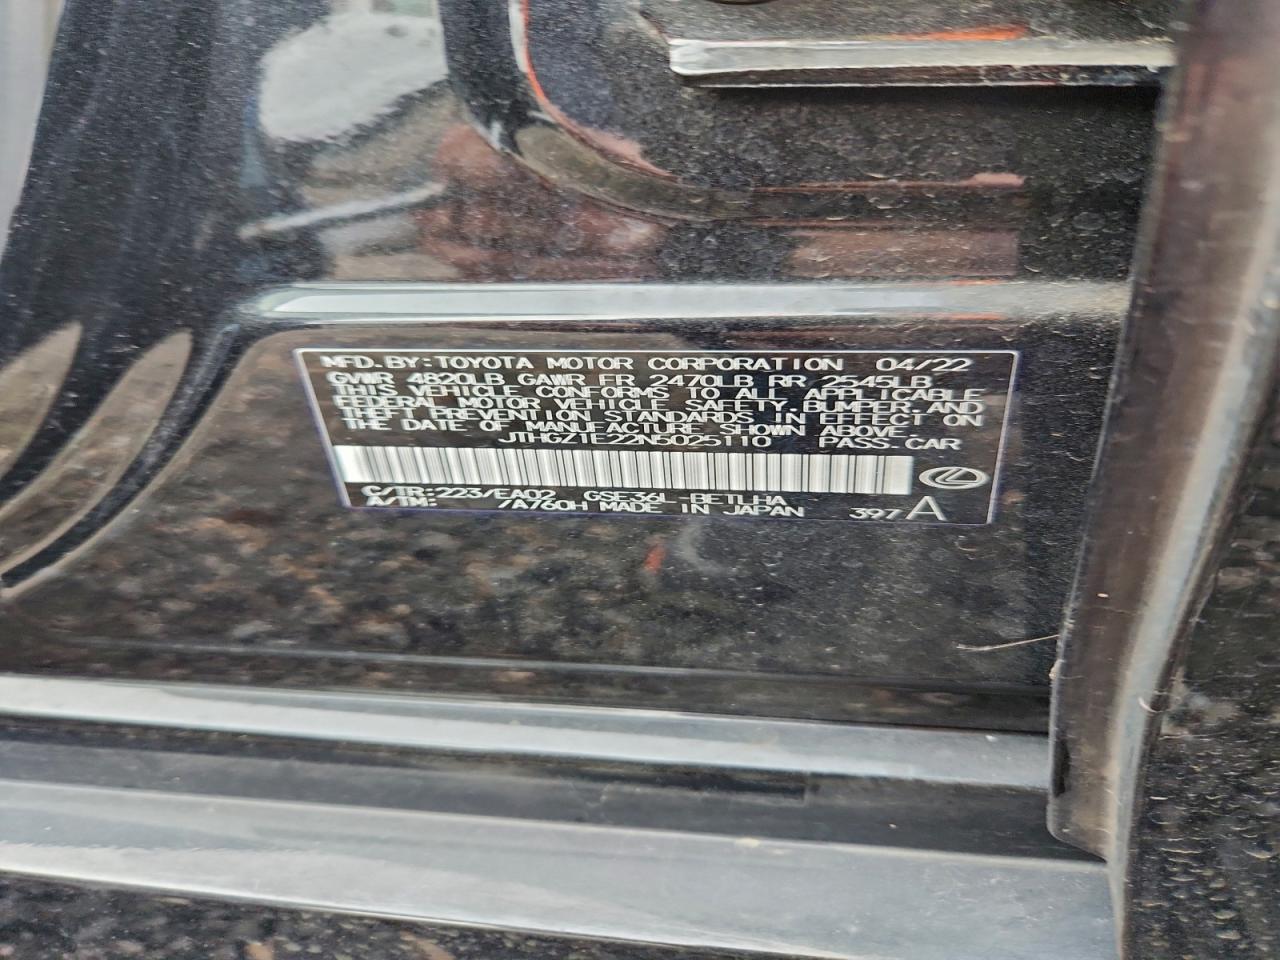 MFD.BY:TOYOTA MOTOR CORPORATION 04/22
GVWR 4820LB GAWR FR 2470LB RR 2545LB
THIS VEHICLE CONFORMS TO ALL APPLICABLE
FEDERAL MOTOR VEHICLE SAFETY,BUMPER,AND
THEFT PREVENTION STANDARDS IN EFFECT ON
THE DATE OF MANUFACTURE SHOWN ABOVE.
JTHGZ1E22N5025110 PASS.CAR
C/TR:223/EA02 GSE36L-BETLHA
A/TM: /A760H MADE IN JAPAN 397 A